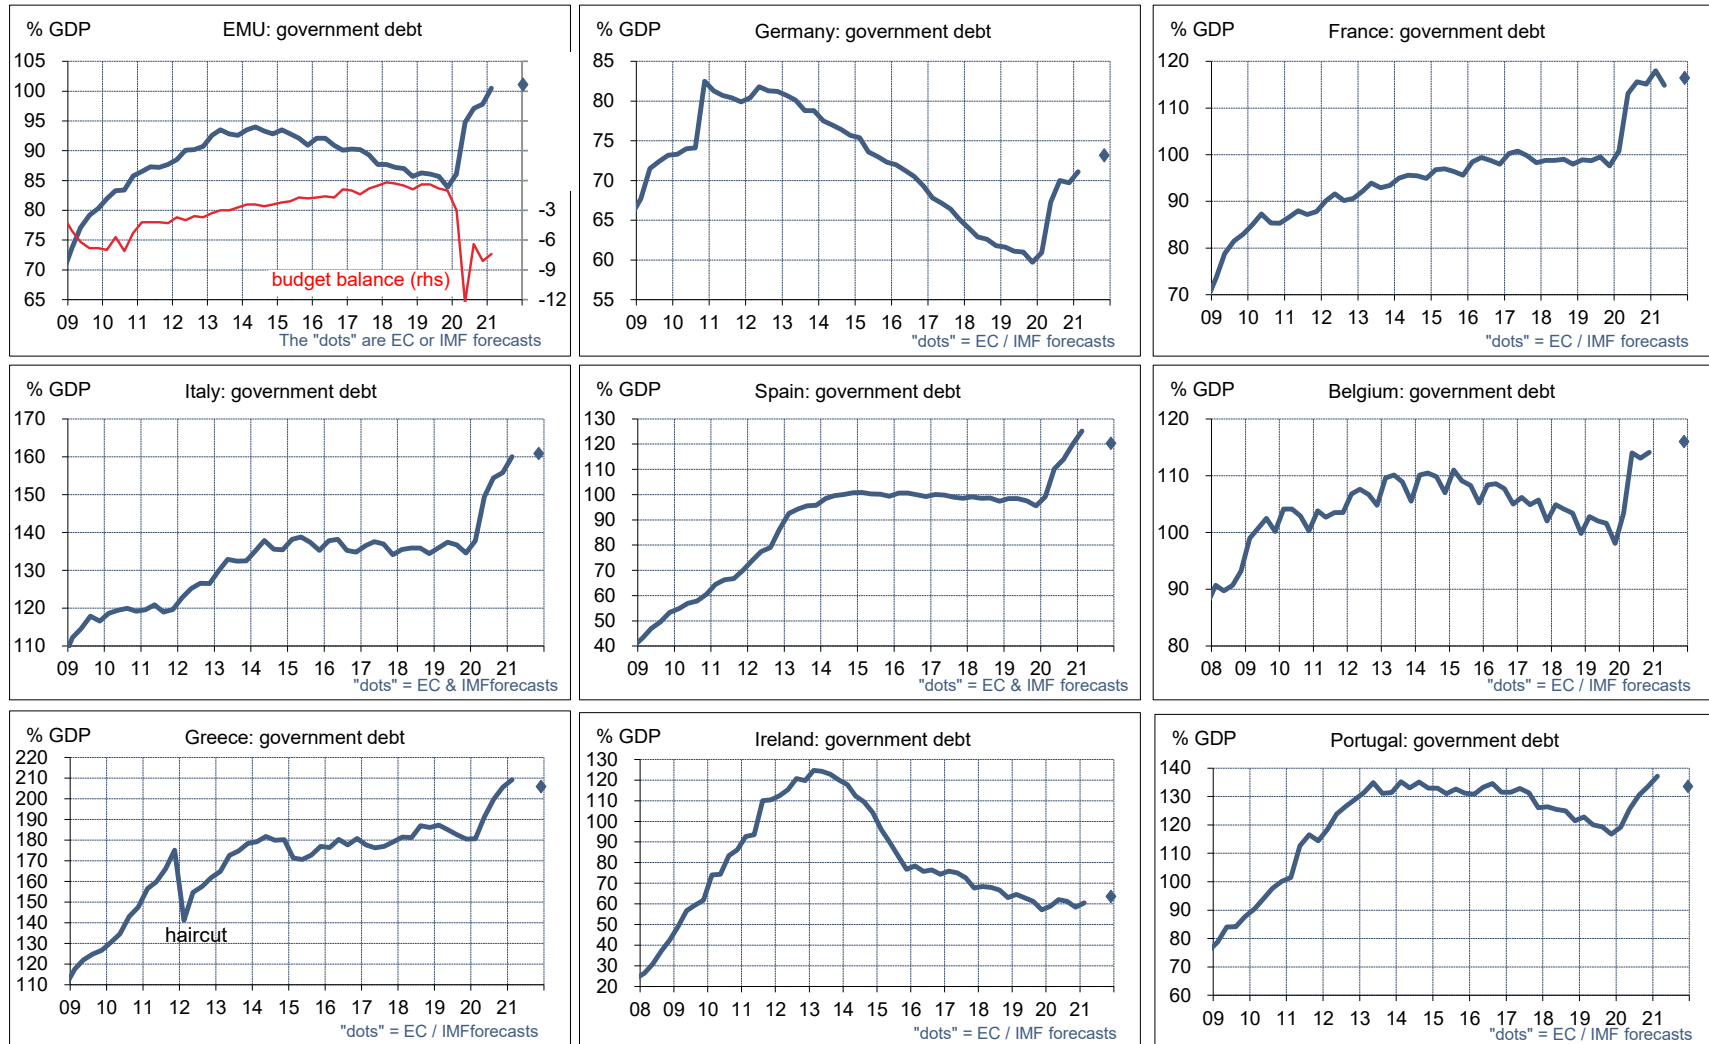 % GDP EMU: government debt
105
100
95
90
85
80 -3
75 -6
70 -9
budget balance (rhs)
65 -12
09 10 11 12 13 14 15 16 17 18 19 20 21
The "dots" are EC or IMF forecasts
% GDP Germany: government debt
85
80
75
70
65
60
55
09 10 11 12 13 14 15 16 17 18 19 20 21
"dots" = EC / IMF forecasts
% GDP France: government debt
120
110
100
90
80
70
09 10 11 12 13 14 15 16 17 18 19 20 21
"dots" = EC / IMF forecasts
% GDP Italy: government debt
170
160
150
140
130
120
110
09 10 11 12 13 14 15 16 17 18 19 20 21
"dots" = EC & IMFforecasts
% GDP Spain: government debt
130
120
110
100
90
80
70
60
50
40
09 10 11 12 13 14 15 16 17 18 19 20 21
"dots" = EC & IMF forecasts
% GDP Belgium: government debt
120
110
100
90
80
08 09 10 11 12 13 14 15 16 17 18 19 20 21
"dots" = EC / IMF forecasts
% GDP Greece: government debt
220
210
200
190
180
170
160
150
140
haircut
130
120
110
09 10 11 12 13 14 15 16 17 18 19 20 21
"dots" = EC / IMFforecasts
% GDP Ireland: government debt
130
120
110
100
90
80
70
60
50
40
30
20
08 09 10 11 12 13 14 15 16 17 18 19 20 21
"dots" = EC / IMF forecasts
% GDP Portugal: government debt
140
130
120
110
100
90
80
70
60
09 10 11 12 13 14 15 16 17 18 19 20 21
"dots" = EC / IMF forecasts